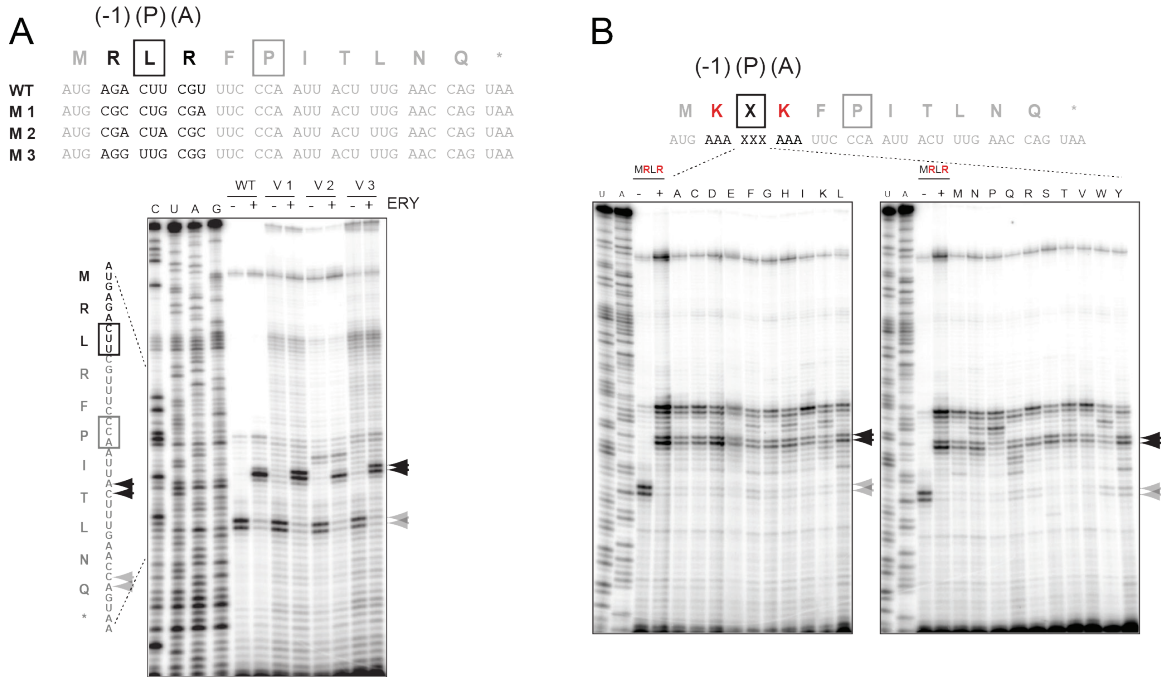 A
(-1) (P) (A)
M R L R F P I T L N Q *
WT AUG AGA CUU CGU UUC CCA AUU ACU UUG AAC CAG UAA
M 1 AUG CGC CUG CGA UUC CCA AUU ACU UUG AAC CAG UAA
M 2 AUG CGA CUA CGC UUC CCA AUU ACU UUG AAC CAG UAA
M 3 AUG AGG UUG CGG UUC CCA AUU ACU UUG AAC CAG UAA
WT V 1 V 2 V 3
- + - + - + - + ERY
C U A G
M
R
L
R
F
P
I
T
L
N
Q
*
AUGAGACUUCGUUUCCCAAUUACUUUGAACCAGUAA
B
(-1) (P) (A)
M K X K F P I T L N Q *
AUG AAA XXX AAA UUC CCA AUU ACU UUG AAC CAG UAA
MRLR
U A - + A C D E F G H I K L
MRLR
U A - + M N P Q R S T V W Y
*